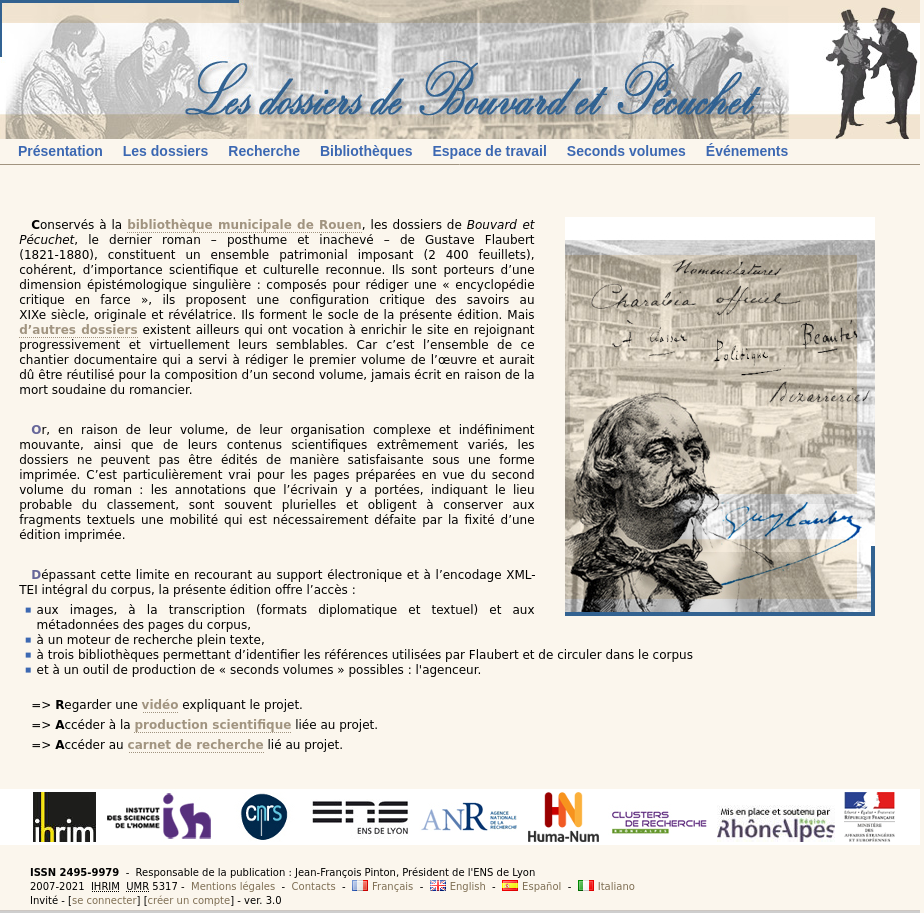 Les dossiers de Bouvard et Pécuchet
Présentation Les dossiers Recherche Bibliothèques Espace de travail Seconds volumes Événements
Conservés à la bibliothèque municipale de Rouen, les dossiers de Bouvard et
Pécuchet, le dernier roman – posthume et inachevé – de Gustave Flaubert
(1821-1880), constituent un ensemble patrimonial imposant (2 400 feuillets),
cohérent, d’importance scientifique et culturelle reconnue. Ils sont porteurs d’une
dimension épistémologique singulière : composés pour rédiger une « encyclopédie
critique en farce », ils proposent une configuration critique des savoirs au
XIXe siècle, originale et révélatrice. Ils forment le socle de la présente édition. Mais
d’autres dossiers existent ailleurs qui ont vocation à enrichir le site en rejoignant
progressivement et virtuellement leurs semblables. Car c’est l’ensemble de ce
chantier documentaire qui a servi à rédiger le premier volume de l’œuvre et aurait
dû être réutilisé pour la composition d’un second volume, jamais écrit en raison de la
mort soudaine du romancier.
Or, en raison de leur volume, de leur organisation complexe et indéfiniment
mouvante, ainsi que de leurs contenus scientifiques extrêmement variés, les
dossiers ne peuvent pas être édités de manière satisfaisante sous une forme
imprimée. C’est particulièrement vrai pour les pages préparées en vue du second
volume du roman : les annotations que l’écrivain y a portées, indiquant le lieu
probable du classement, sont souvent plurielles et obligent à conserver aux
fragments textuels une mobilité qui est nécessairement défaite par la fixité d’une
édition imprimée.
Dépassant cette limite en recourant au support électronique et à l’encodage XML-
TEI intégral du corpus, la présente édition offre l’accès :
aux images, à la transcription (formats diplomatique et textuel) et aux
métadonnées des pages du corpus,
à un moteur de recherche plein texte,
à trois bibliothèques permettant d’identifier les références utilisées par Flaubert et de circuler dans le corpus
et à un outil de production de « seconds volumes » possibles : l'agenceur.
=> Regarder une vidéo expliquant le projet.
=> Accéder à la production scientifique liée au projet.
=> Accéder au carnet de recherche lié au projet.
Nomenclatures
Charabia officiel
à classer
Beautés
Politique
Bizarreries
ihrim
INSTITUT
DES SCIENCES
DE L'HOMME
cnrs
ENS
ENS DE LYON
ANR
AGENCE
NATIONALE
DE LA
RECHERCHE
Huma-Num
CLUSTERS
DE RECHERCHE
RHÔNE-ALPES
Mis en place et soutenu par
Rhône-Alpes Région
RÉPUBLIQUE FRANÇAISE
MINISTÈRE
DES
AFFAIRES ÉTRANGÈRES
ET EUROPÉENNES
ISSN 2495-9979 - Responsable de la publication : Jean-François Pinton, Président de l'ENS de Lyon
2007-2021 IHRIM UMR 5317 - Mentions légales - Contacts - Français - English - Español - Italiano
Invité - [se connecter] [créer un compte] - ver. 3.0